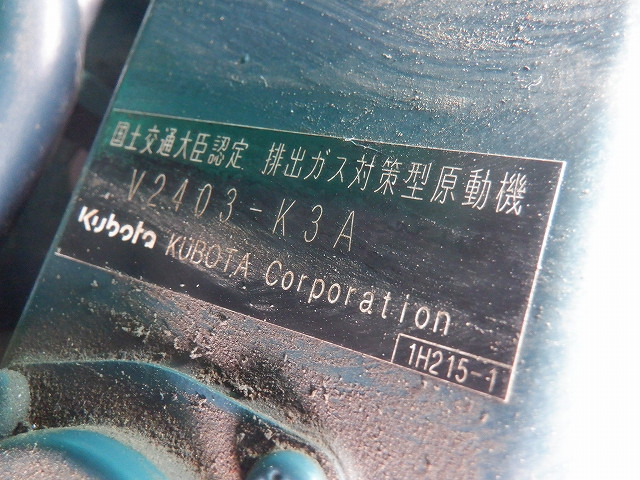 国土交通大臣認定 排出ガス対策型原動機
V2403-K3A
Kubota KUBOTA Corporation
1H215-1